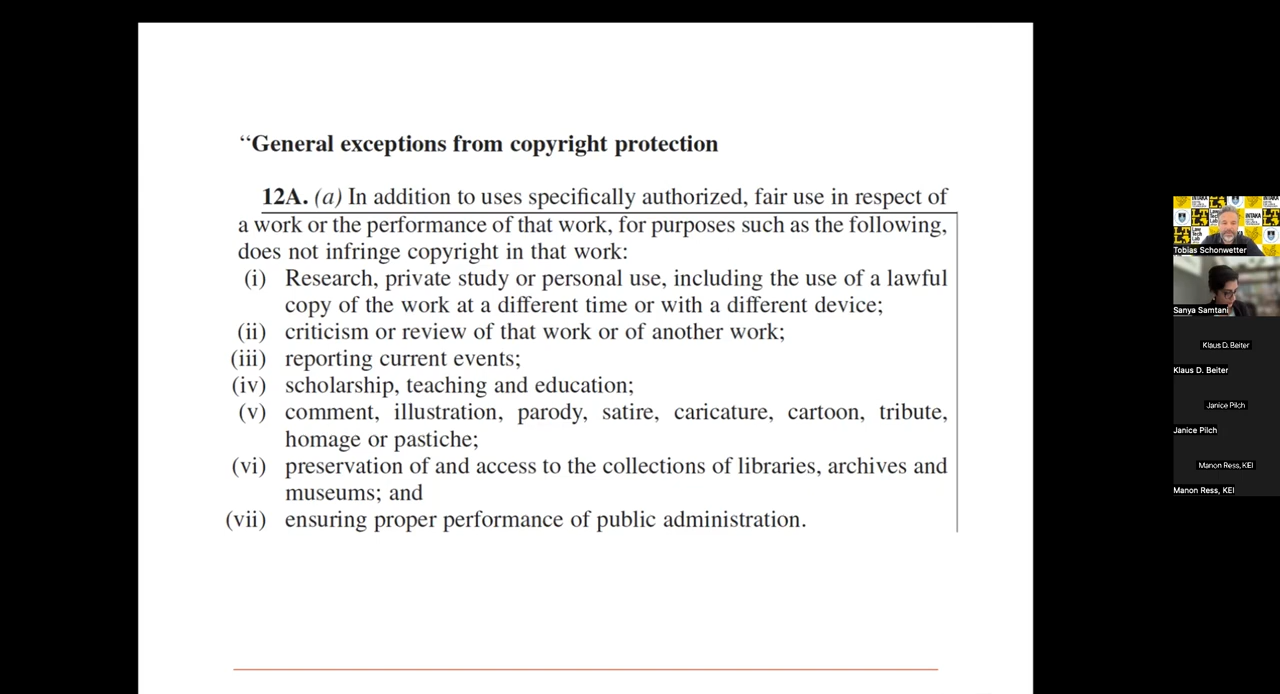 “General exceptions from copyright protection
12A. (a) In addition to uses specifically authorized, fair use in respect of
a work or the performance of that work, for purposes such as the following,
does not infringe copyright in that work:
(i) Research, private study or personal use, including the use of a lawful
copy of the work at a different time or with a different device;
(ii) criticism or review of that work or of another work;
(iii) reporting current events;
(iv) scholarship, teaching and education;
(v) comment, illustration, parody, satire, caricature, cartoon, tribute,
homage or pastiche;
(vi) preservation of and access to the collections of libraries, archives and
museums; and
(vii) ensuring proper performance of public administration.
Tobias Schonwetter
Sanya Samtani
Klaus D. Beiter
Klaus D. Beiter
Janice Pilch
Janice Pilch
Manon Ress, KEI
Manon Ress, KEI